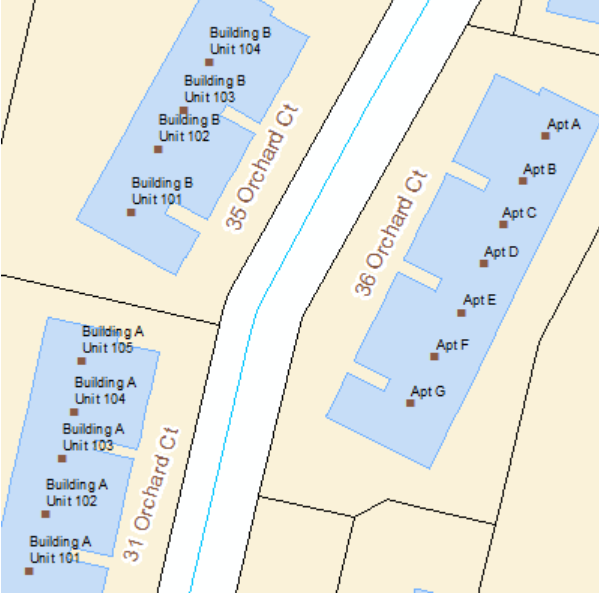 Building B
Unit 104
Building B
Unit 103
Building B
Unit 102
Building B
Unit 101
35 Orchard Ct
Apt A
Apt B
Apt C
Apt D
Apt E
Apt F
Apt G
36 Orchard Ct
Building A
Unit 105
Building A
Unit 104
Building A
Unit 103
Building A
Unit 102
Building A
Unit 101
31 Orchard Ct